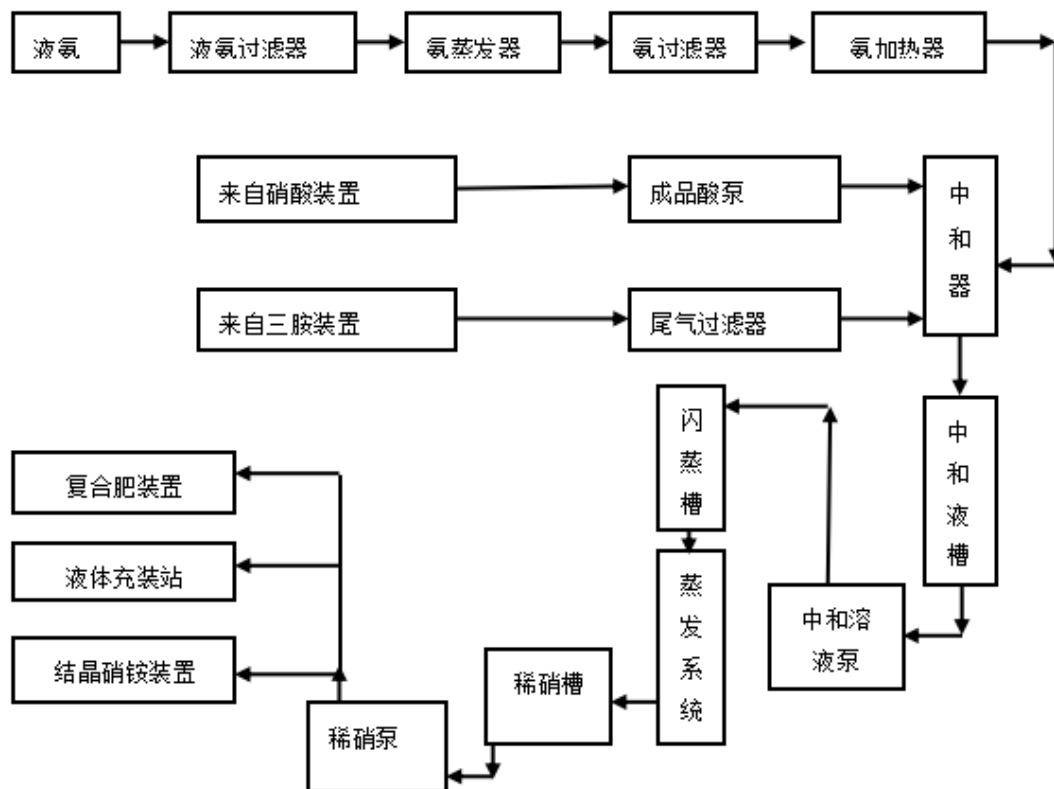 液氨
液氨过滤器
氨蒸发器
氨过滤器
氨加热器
来自硝酸装置
成品酸泵
中和器
来自三胺装置
尾气过滤器
闪蒸槽
中和液槽
复合肥装置
液体充装站
蒸发系统
中和溶
液泵
结晶硝铵装置
稀硝槽
稀硝泵